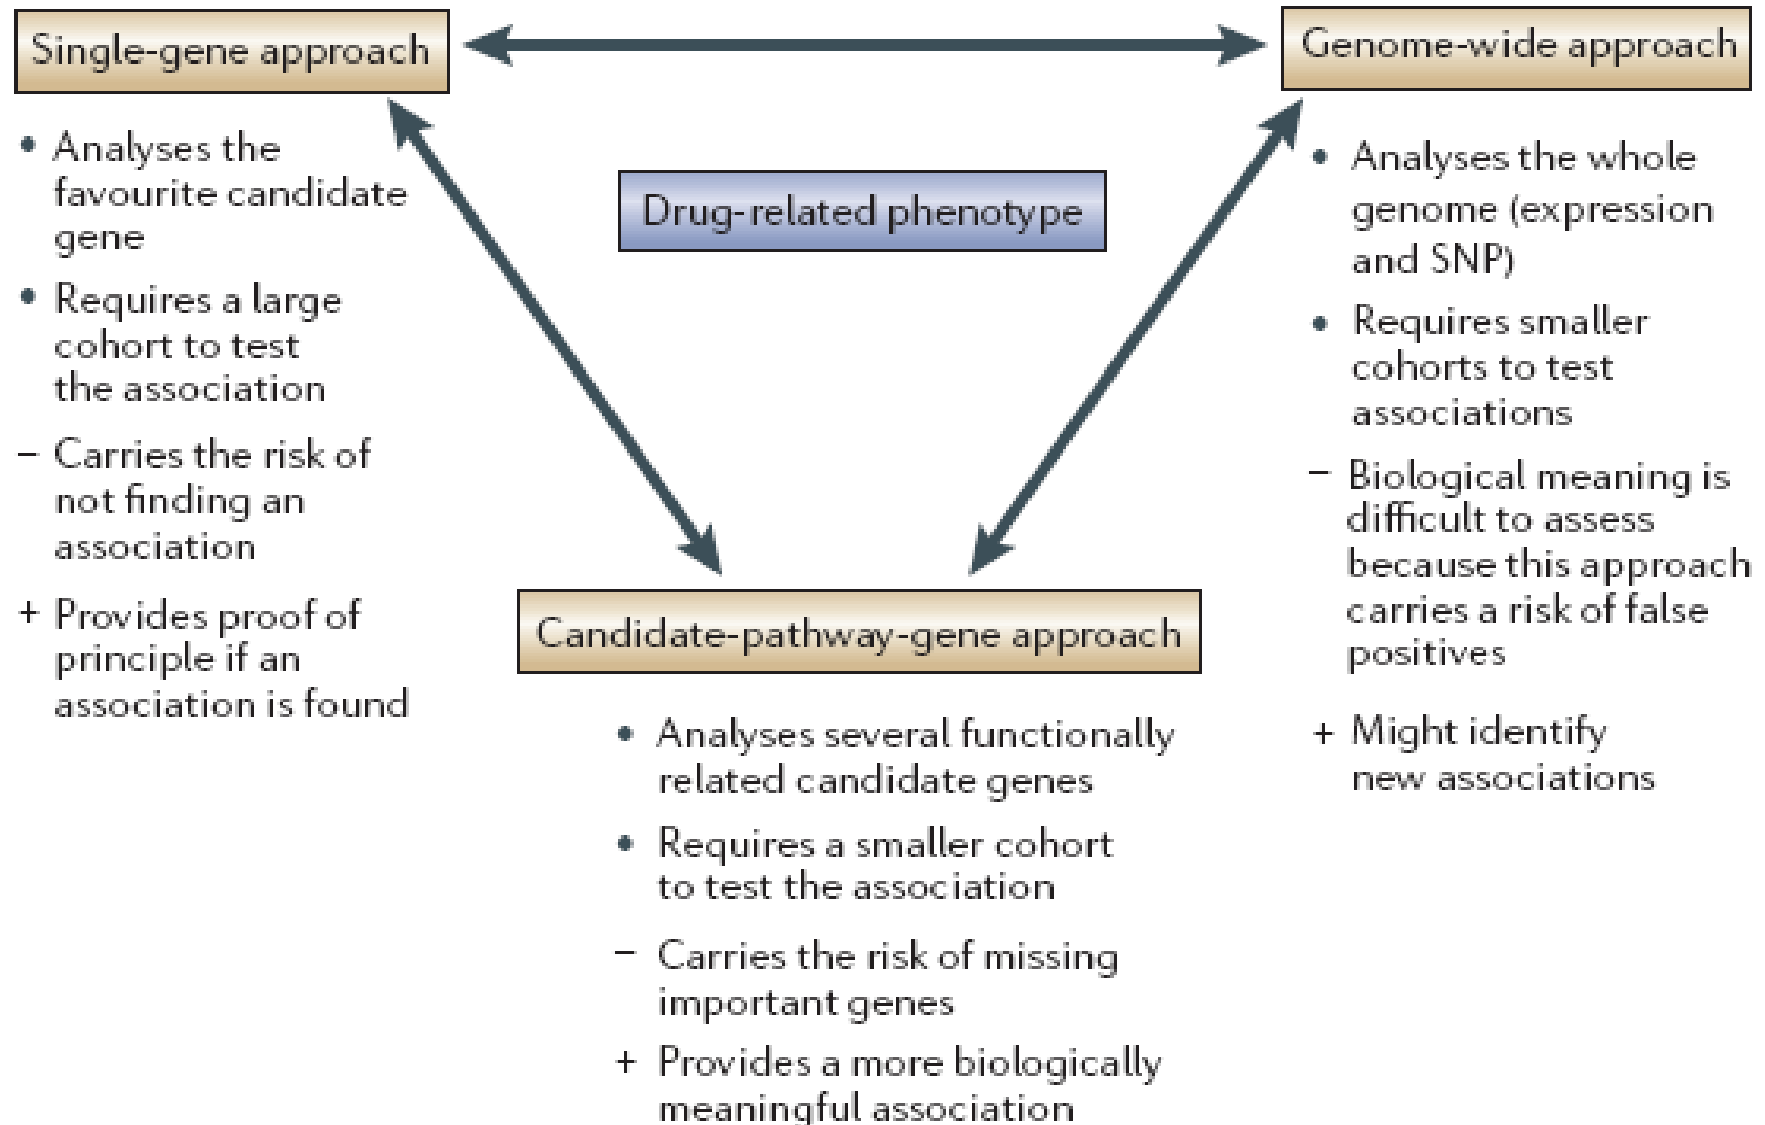 Single-gene approach
• Analyses the
favourite candidate
gene
• Requires a large
cohort to test
the association
– Carries the risk of
not finding an
association
+ Provides proof of
principle if an
association is found
Drug-related phenotype
Genome-wide approach
• Analyses the whole
genome (expression
and SNP)
• Requires smaller
cohorts to test
associations
– Biological meaning is
difficult to assess
because this approach
carries a risk of false
positives
+ Might identify
new associations
Candidate-pathway-gene approach
• Analyses several functionally
related candidate genes
• Requires a smaller cohort
to test the association
– Carries the risk of missing
important genes
+ Provides a more biologically
meaningful association